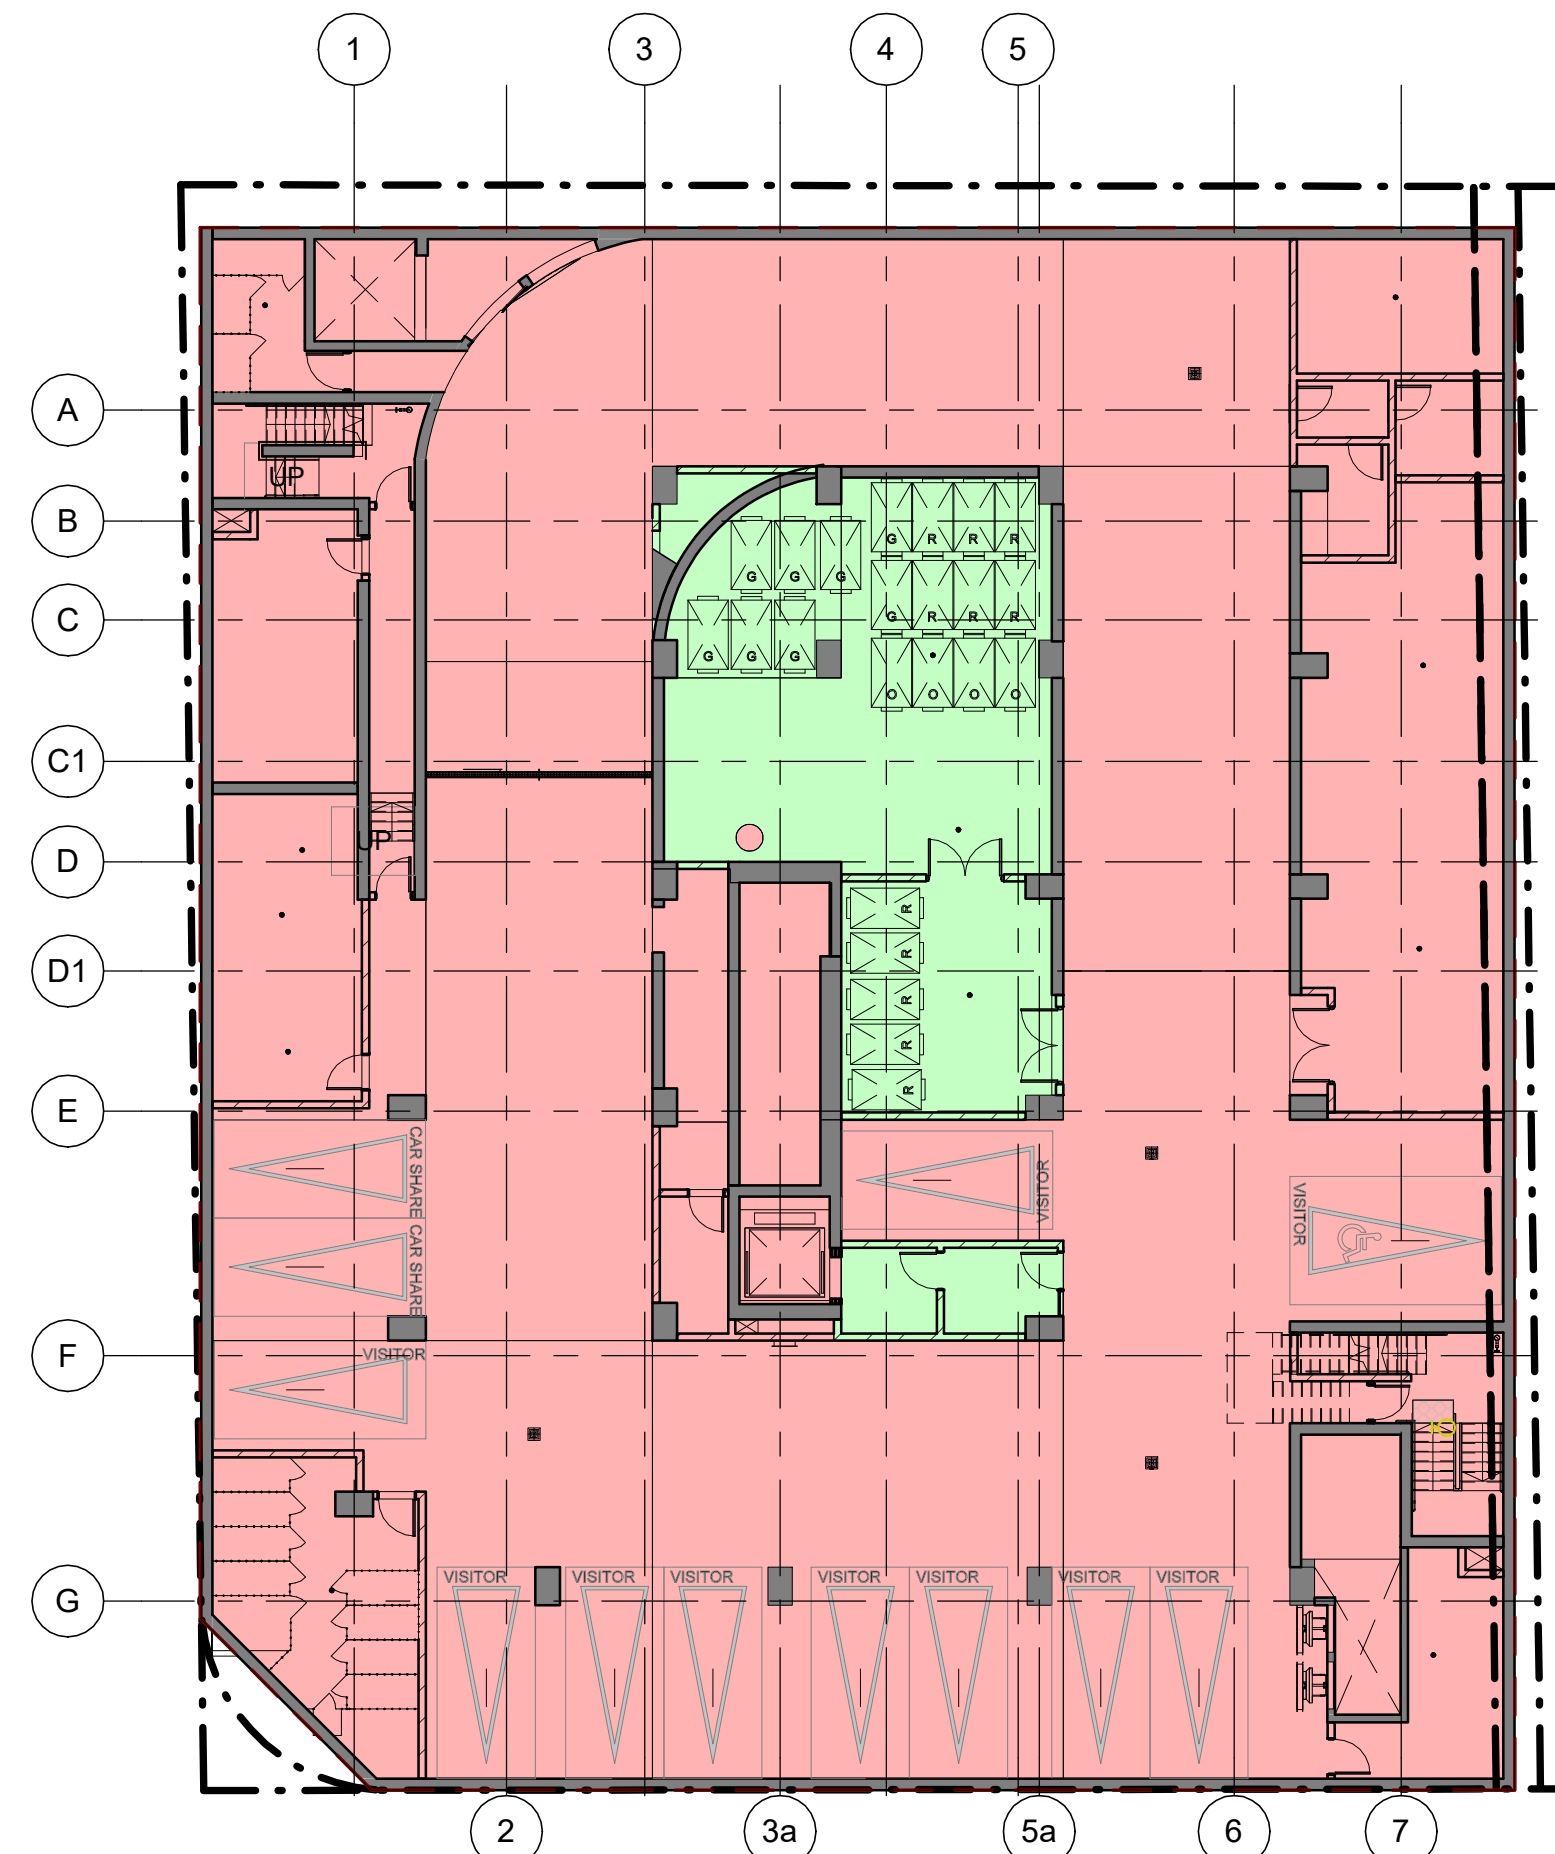 1 3 4 5
A
UP
B
G R R R
G G G
C
G R R R
G G G
O O O O
C1
UP
D
R
R
D1
R
R
R
E
CAR SHARE
VISITOR
VISITOR
CAR SHARE
F
VISITOR
VISITOR VISITOR VISITOR VISITOR VISITOR VISITOR VISITOR
G
2 3a 5a 6 7